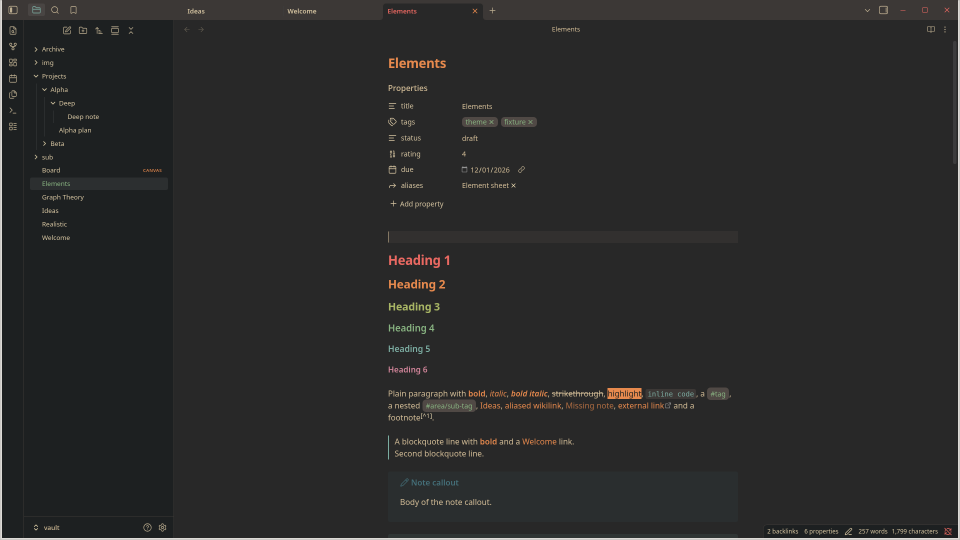 Ideas
Welcome
Elements
Elements
Archive
img
Projects
Alpha
Deep
Deep note
Alpha plan
Beta
sub
Board CANVAS
Elements
Graph Theory
Ideas
Realistic
Welcome
vault
Elements
Properties
title Elements
tags theme fixture
status draft
rating 4
due 12/01/2026
aliases Element sheet
Add property
Heading 1
Heading 2
Heading 3
Heading 4
Heading 5
Heading 6
Plain paragraph with bold, italic, bold italic, strikethrough, highlight, inline code, a #tag,
a nested #area/sub-tag, Ideas, aliased wikilink, Missing note, external link and a
footnote[^1].
A blockquote line with bold and a Welcome link.
Second blockquote line.
Note callout
Body of the note callout.
2 backlinks 6 properties 257 words 1,799 characters